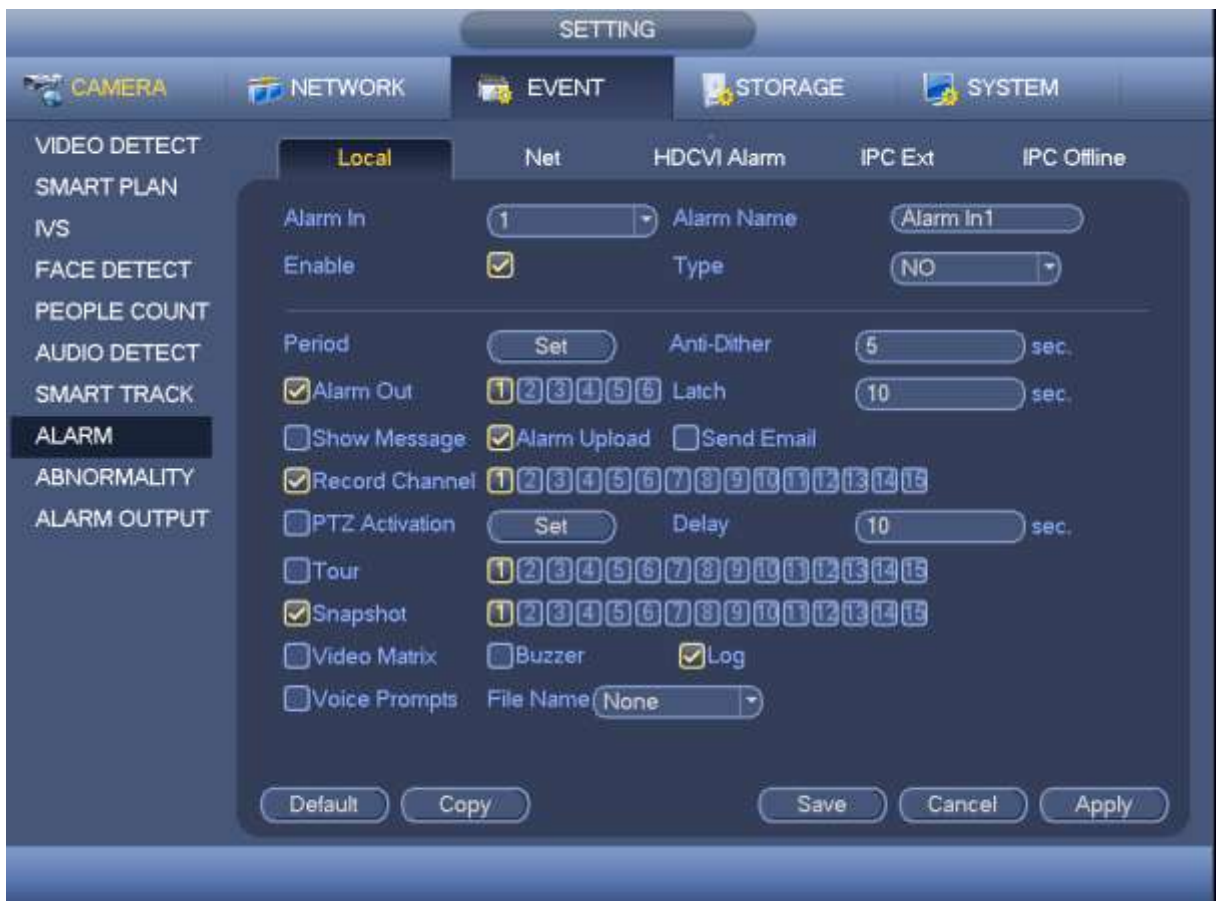 SETTING
CAMERA NETWORK EVENT STORAGE SYSTEM
VIDEO DETECT
SMART PLAN
IVS
FACE DETECT
PEOPLE COUNT
AUDIO DETECT
SMART TRACK
ALARM
ABNORMALITY
ALARM OUTPUT
Local Net HDCVI Alarm IPC Ext IPC Offline
Alarm In 1 Alarm Name Alarm In1
Enable Type NO
Period Set Anti-Dither 5 sec.
Alarm Out 1 2 3 4 5 6 Latch 10 sec.
Show Message Alarm Upload Send Email
Record Channel 1 2 3 4 5 6 7 8 9 10 11 12 13 14 15
PTZ Activation Set Delay 10 sec.
Tour 1 2 3 4 5 6 7 8 9 10 11 12 13 14 15
Snapshot 1 2 3 4 5 6 7 8 9 10 11 12 13 14 15
Video Matrix Buzzer Log
Voice Prompts File Name None
Default Copy Save Cancel Apply